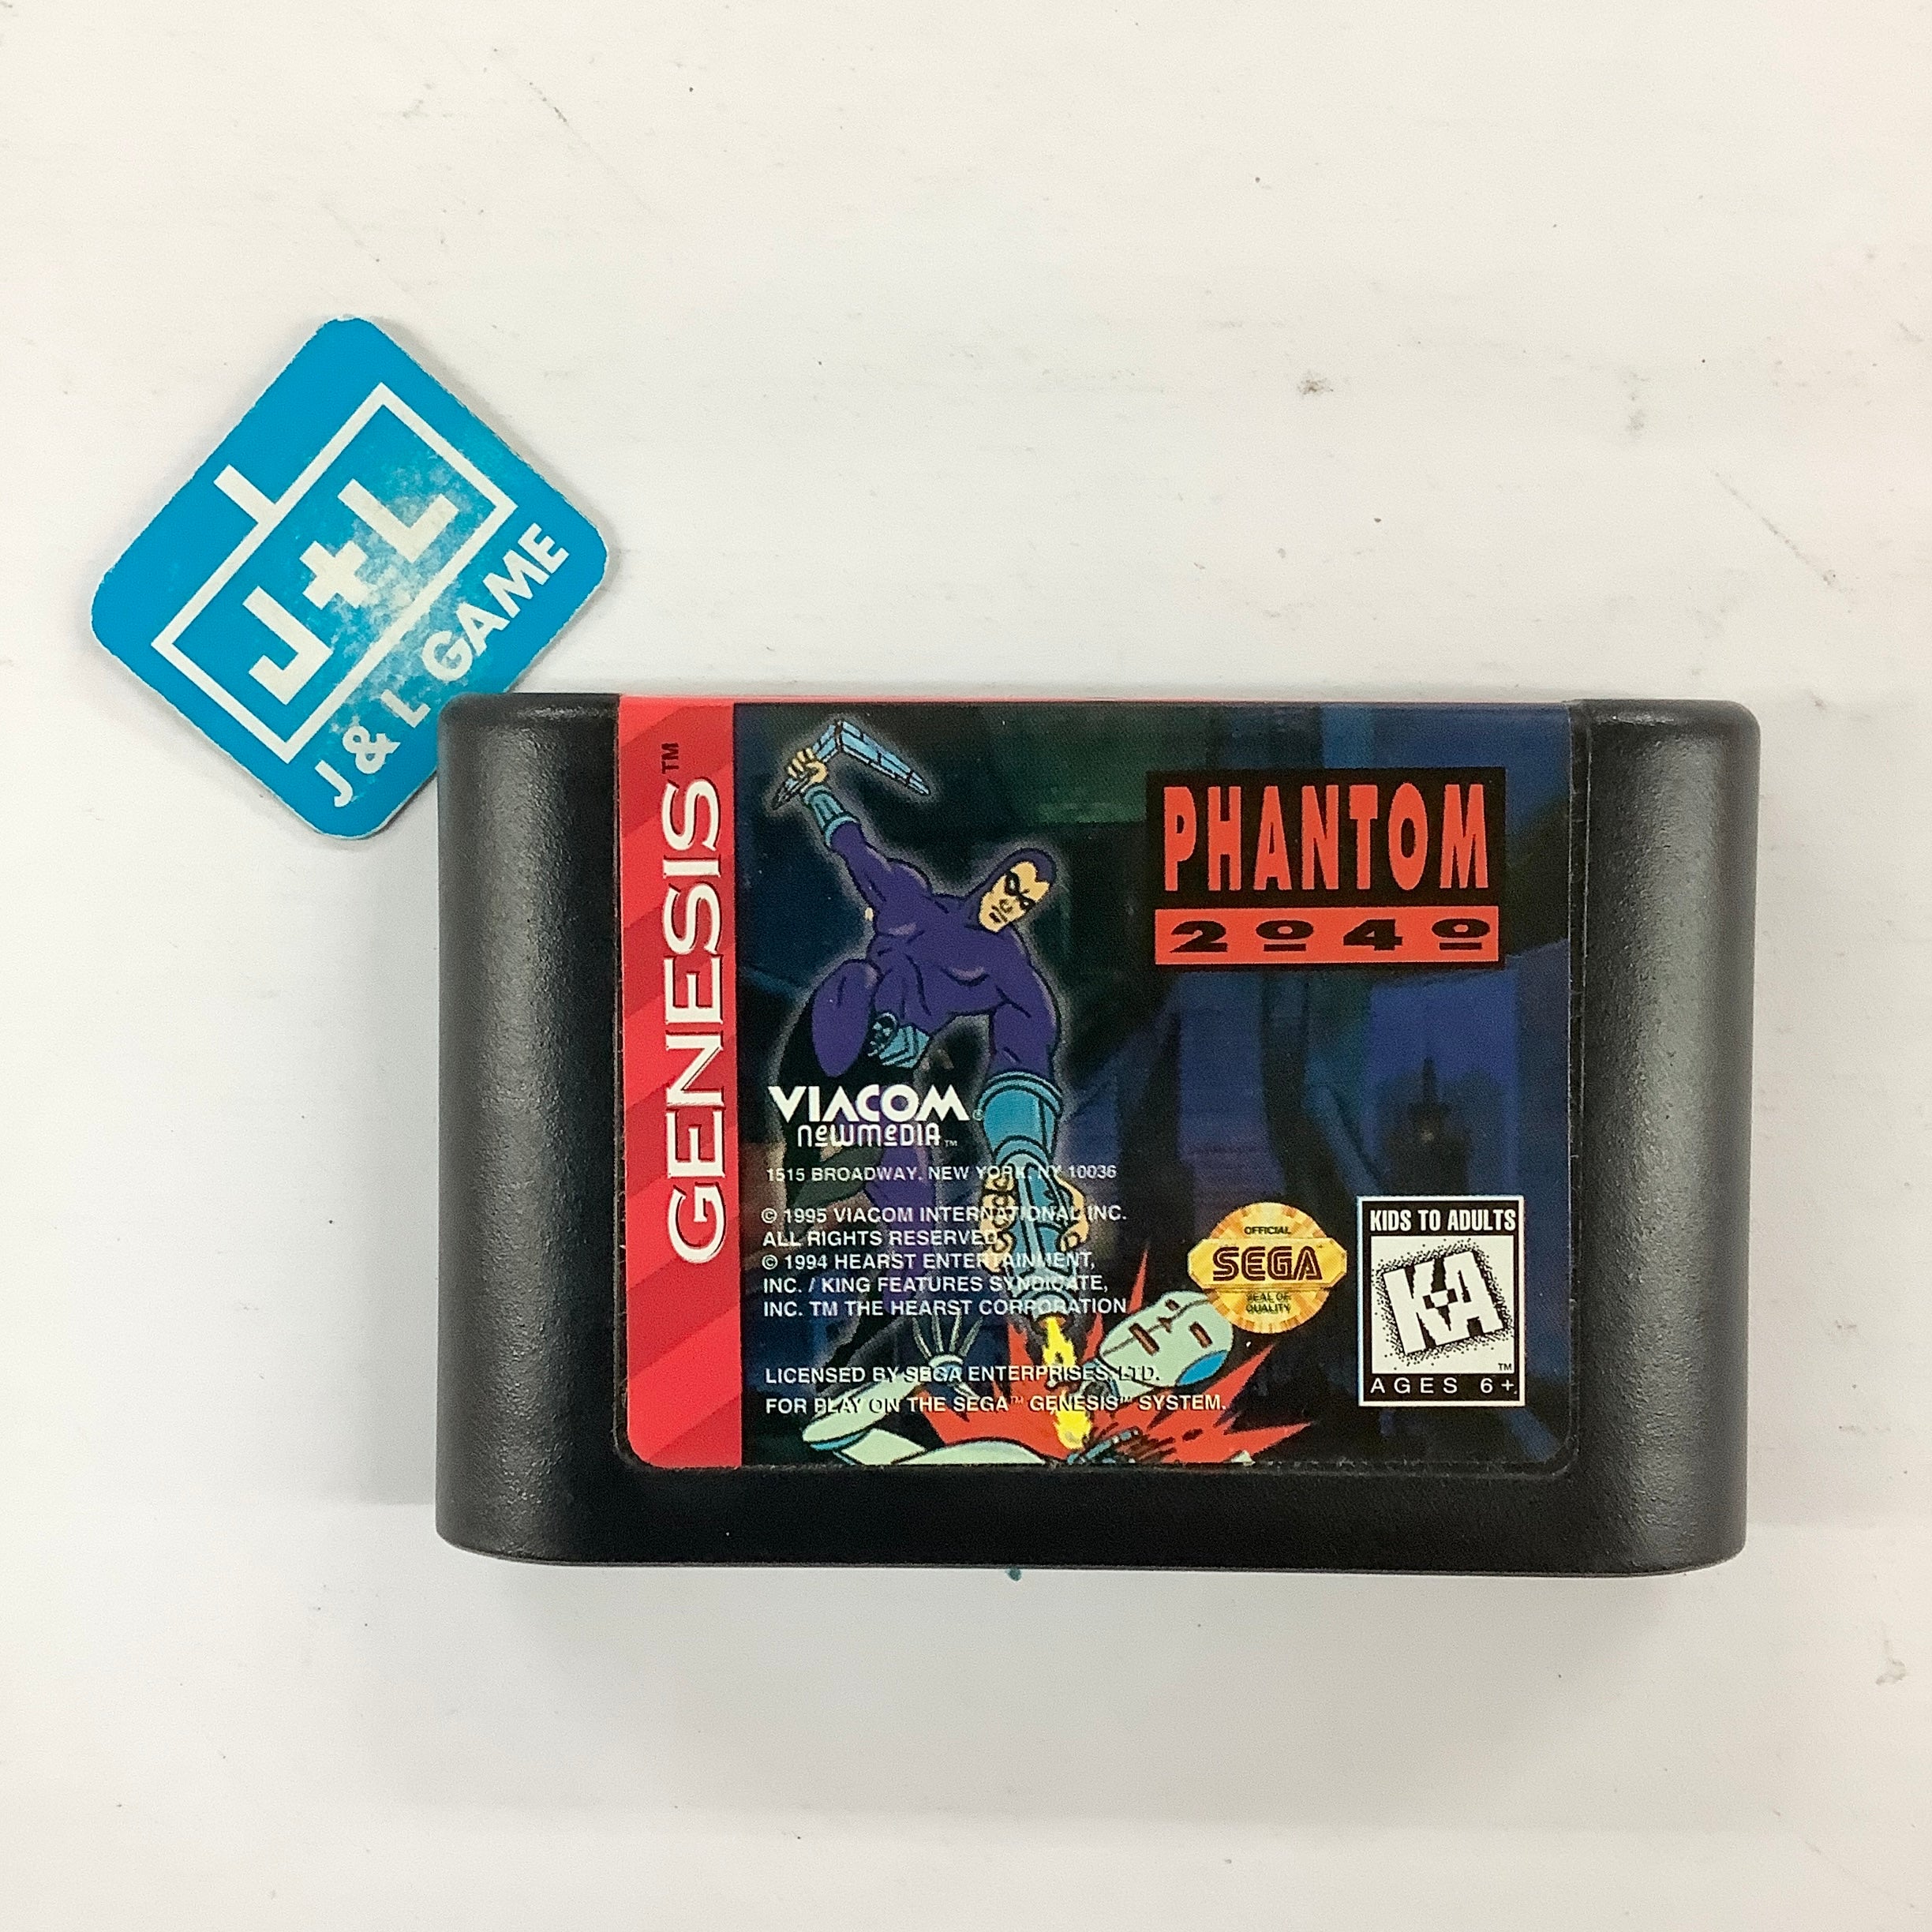 J+L
J & L GAME
GENESIS™
PHANTOM
2040
VIACOM®
NEWMEDIA™
1515 BROADWAY, NEW YORK, NY 10036
© 1995 VIACOM INTERNATIONAL INC.
ALL RIGHTS RESERVED.
© 1994 HEARST ENTERTAINMENT,
INC. / KING FEATURES SYNDICATE,
INC. TM THE HEARST CORPORATION
LICENSED BY SEGA ENTERPRISES, LTD.
FOR PLAY ON THE SEGA™ GENESIS™ SYSTEM.
OFFICIAL
SEGA
SEAL OF
QUALITY
KIDS TO ADULTS
K-A
™
AGES 6+